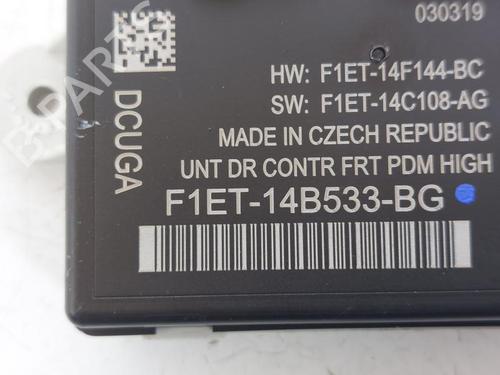 030319
HW: F1ET-14F144-BC
SW: F1ET-14C108-AG
MADE IN CZECH REPUBLIC
UNT DR CONTR FRT PDM HIGH
F1ET-14B533-BG
DCUGA